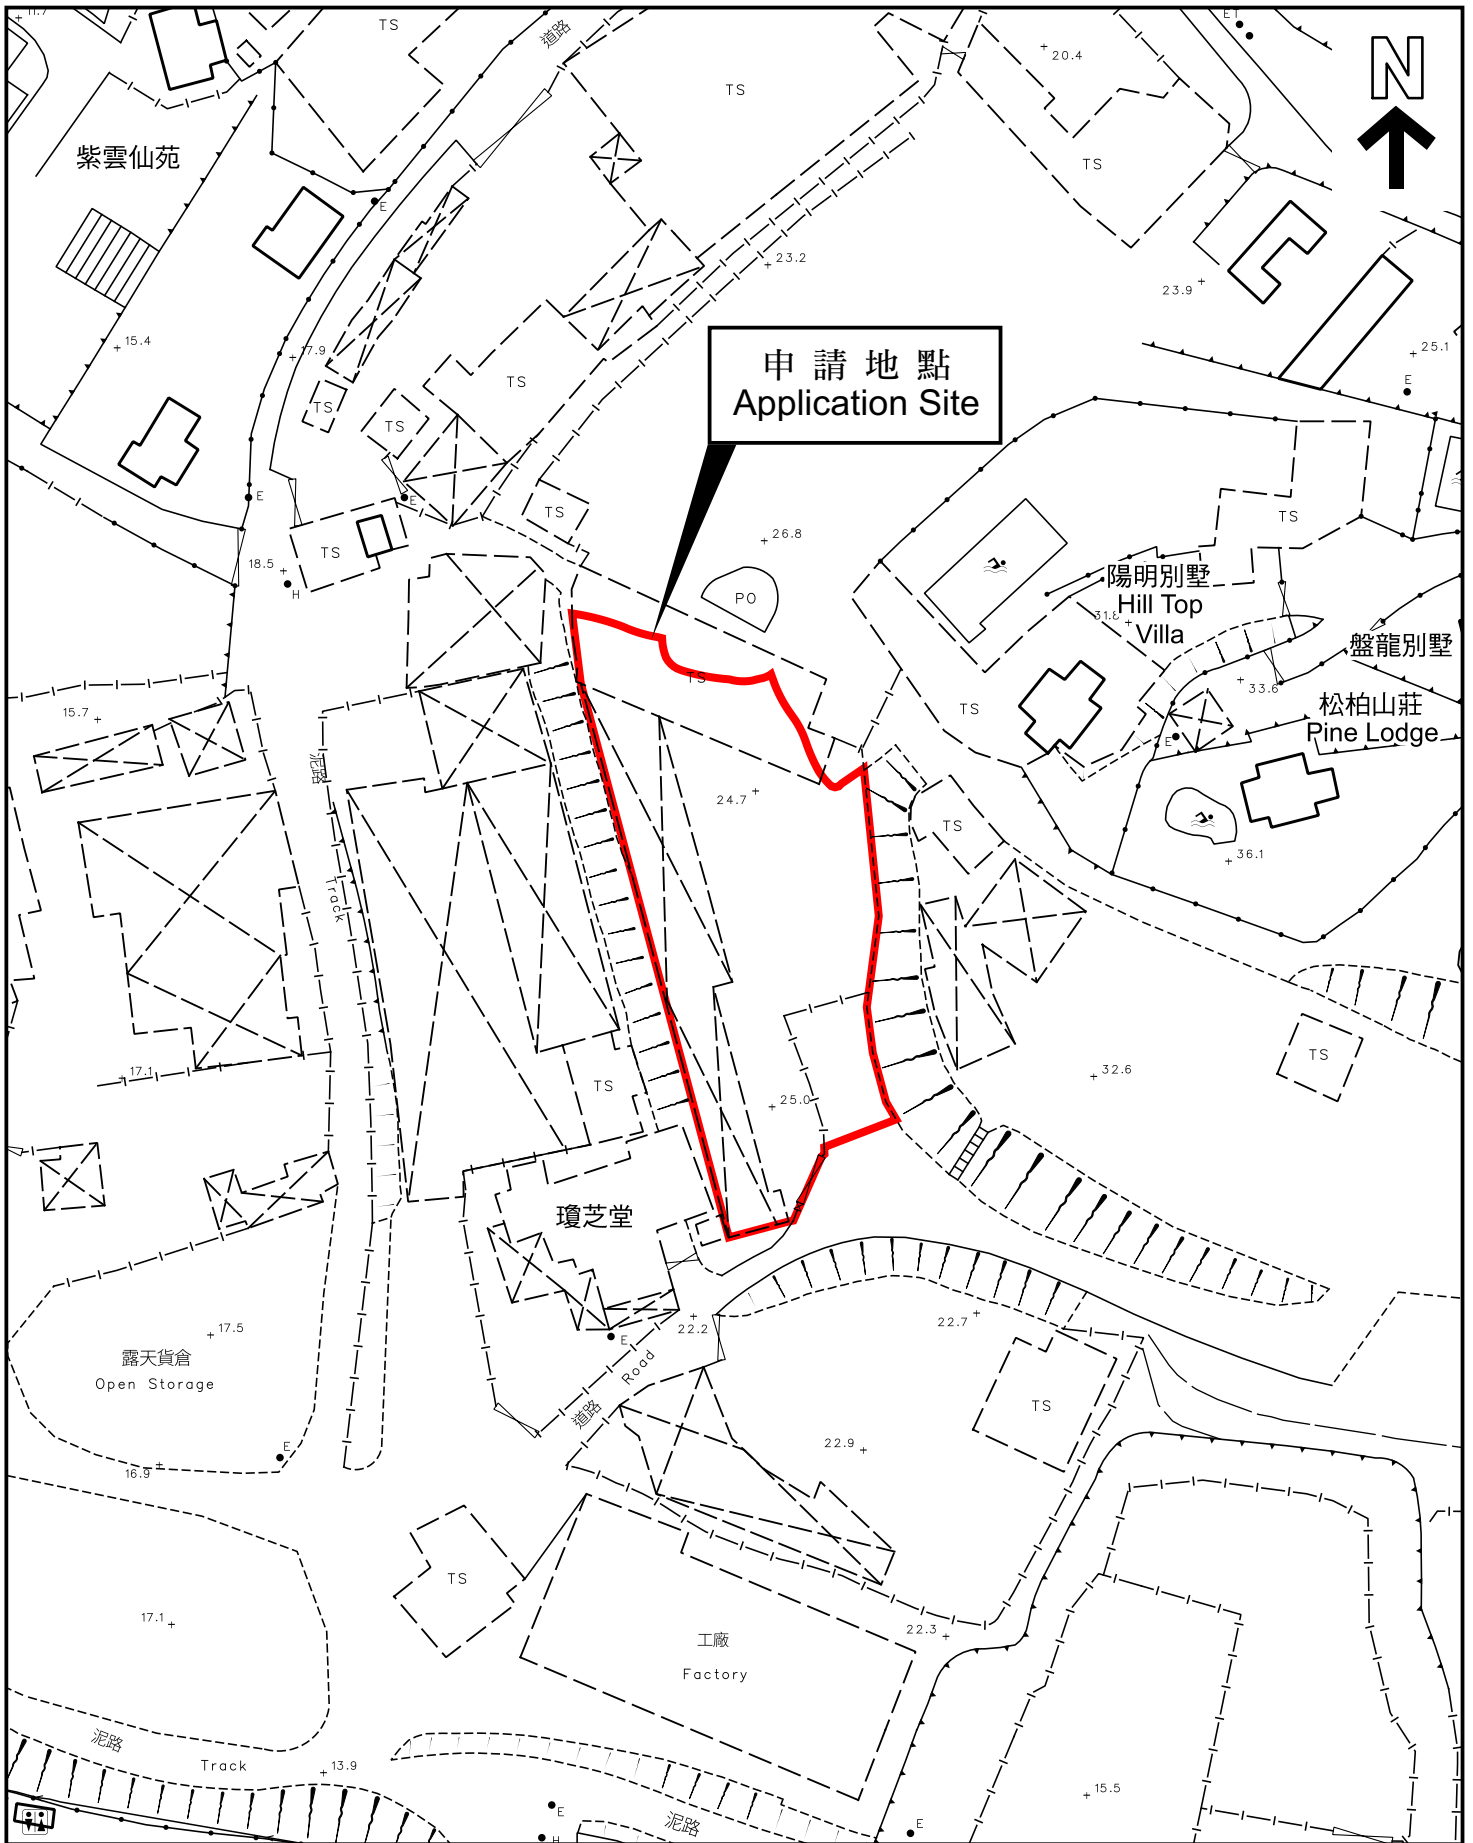 11.7
TS
道路
ET
20.4
N
TS
紫雲仙苑
TS
E
23.2
23.9
15.4
17.9
25.1
E
申請地點
Application Site
TS
TS
TS
E
E
TS
TS
26.8
TS
18.5
H
PO
陽明別墅
Hill Top
Villa
31.8
盤龍別墅
33.6
松柏山莊
Pine Lodge
E
TS
TS
15.7
泥路
Track
24.7
TS
36.1
17.1
TS
25.0
32.6
TS
瓊芝堂
17.5
露天貨倉
Open Storage
22.2
E
22.7
道路
Road
TS
22.9
E
16.9
TS
17.1
工廠
Factory
22.3
泥路
Track
13.9
15.5
E
H
泥路
E